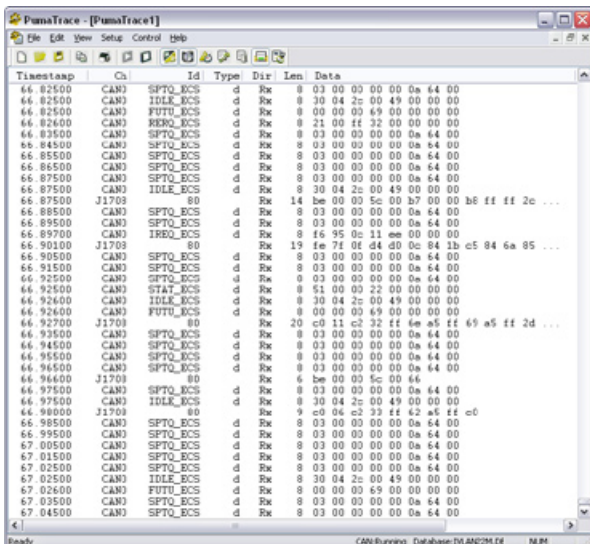 PumaTrace - [PumaTrace1]
File Edit View Setup Control Help
Timestamp Ch Id Type Dir Len Data
66.82500 CAN0 SPTQ_ECS d Rx 8 03 00 00 00 00 0a 64 00
66.82500 CAN0 IDLE_ECS d Rx 8 30 04 2c 00 49 00 00 00
66.82500 CAN0 FUTU_ECS d Rx 8 00 00 00 69 00 00 00 00
66.82600 CAN0 RERQ_ECS d Rx 8 21 00 ff 32 00 00 00 00
66.83500 CAN0 SPTQ_ECS d Rx 8 03 00 00 00 00 0a 64 00
66.84500 CAN0 SPTQ_ECS d Rx 8 03 00 00 00 00 0a 64 00
66.85500 CAN0 SPTQ_ECS d Rx 8 03 00 00 00 00 0a 64 00
66.86500 CAN0 SPTQ_ECS d Rx 8 03 00 00 00 00 0a 64 00
66.87500 CAN0 SPTQ_ECS d Rx 8 03 00 00 00 00 0a 64 00
66.87500 CAN0 IDLE_ECS d Rx 8 30 04 2c 00 49 00 00 00
66.87500 J1708 80 Rx 14 be 00 00 5c 00 b7 00 00 b8 ff ff 2c ...
66.88500 CAN0 SPTQ_ECS d Rx 8 03 00 00 00 00 0a 64 00
66.89500 CAN0 SPTQ_ECS d Rx 8 03 00 00 00 00 0a 64 00
66.89700 CAN0 IREQ_ECS d Rx 8 f6 95 0c 11 ee 00 00 00
66.90100 J1708 80 Rx 19 fe 7f 0f d4 d0 0c 84 1b c5 84 6a 85 ...
66.90500 CAN0 SPTQ_ECS d Rx 8 03 00 00 00 00 0a 64 00
66.91500 CAN0 SPTQ_ECS d Rx 8 03 00 00 00 00 0a 64 00
66.92500 CAN0 SPTQ_ECS d Rx 8 03 00 00 00 00 0a 64 00
66.92500 CAN0 STAT_ECS d Rx 8 51 00 00 22 00 00 00 00
66.92600 CAN0 IDLE_ECS d Rx 8 30 04 2c 00 49 00 00 00
66.92600 CAN0 FUTU_ECS d Rx 8 00 00 00 69 00 00 00 00
66.92700 J1708 80 Rx 20 c0 11 c2 32 ff 6e a5 ff 69 a5 ff 2d ...
66.93500 CAN0 SPTQ_ECS d Rx 8 03 00 00 00 00 0a 64 00
66.94500 CAN0 SPTQ_ECS d Rx 8 03 00 00 00 00 0a 64 00
66.95500 CAN0 SPTQ_ECS d Rx 8 03 00 00 00 00 0a 64 00
66.96500 CAN0 SPTQ_ECS d Rx 8 03 00 00 00 00 0a 64 00
66.96600 J1708 80 Rx 6 be 00 00 5c 00 66
66.97500 CAN0 SPTQ_ECS d Rx 8 03 00 00 00 00 0a 64 00
66.97500 CAN0 IDLE_ECS d Rx 8 30 04 2c 00 49 00 00 00
66.98000 J1708 80 Rx 9 c0 06 c2 33 ff 62 a5 ff c0
66.98500 CAN0 SPTQ_ECS d Rx 8 03 00 00 00 00 0a 64 00
66.99500 CAN0 SPTQ_ECS d Rx 8 03 00 00 00 00 0a 64 00
67.00500 CAN0 SPTQ_ECS d Rx 8 03 00 00 00 00 0a 64 00
67.01500 CAN0 SPTQ_ECS d Rx 8 03 00 00 00 00 0a 64 00
67.02500 CAN0 SPTQ_ECS d Rx 8 03 00 00 00 00 0a 64 00
67.02500 CAN0 IDLE_ECS d Rx 8 30 04 2c 00 49 00 00 00
67.02600 CAN0 FUTU_ECS d Rx 8 00 00 00 69 00 00 00 00
67.03500 CAN0 SPTQ_ECS d Rx 8 03 00 00 00 00 0a 64 00
67.04500 CAN0 SPTQ_ECS d Rx 8 03 00 00 00 00 0a 64 00
Ready CAN:Running Database: NUM